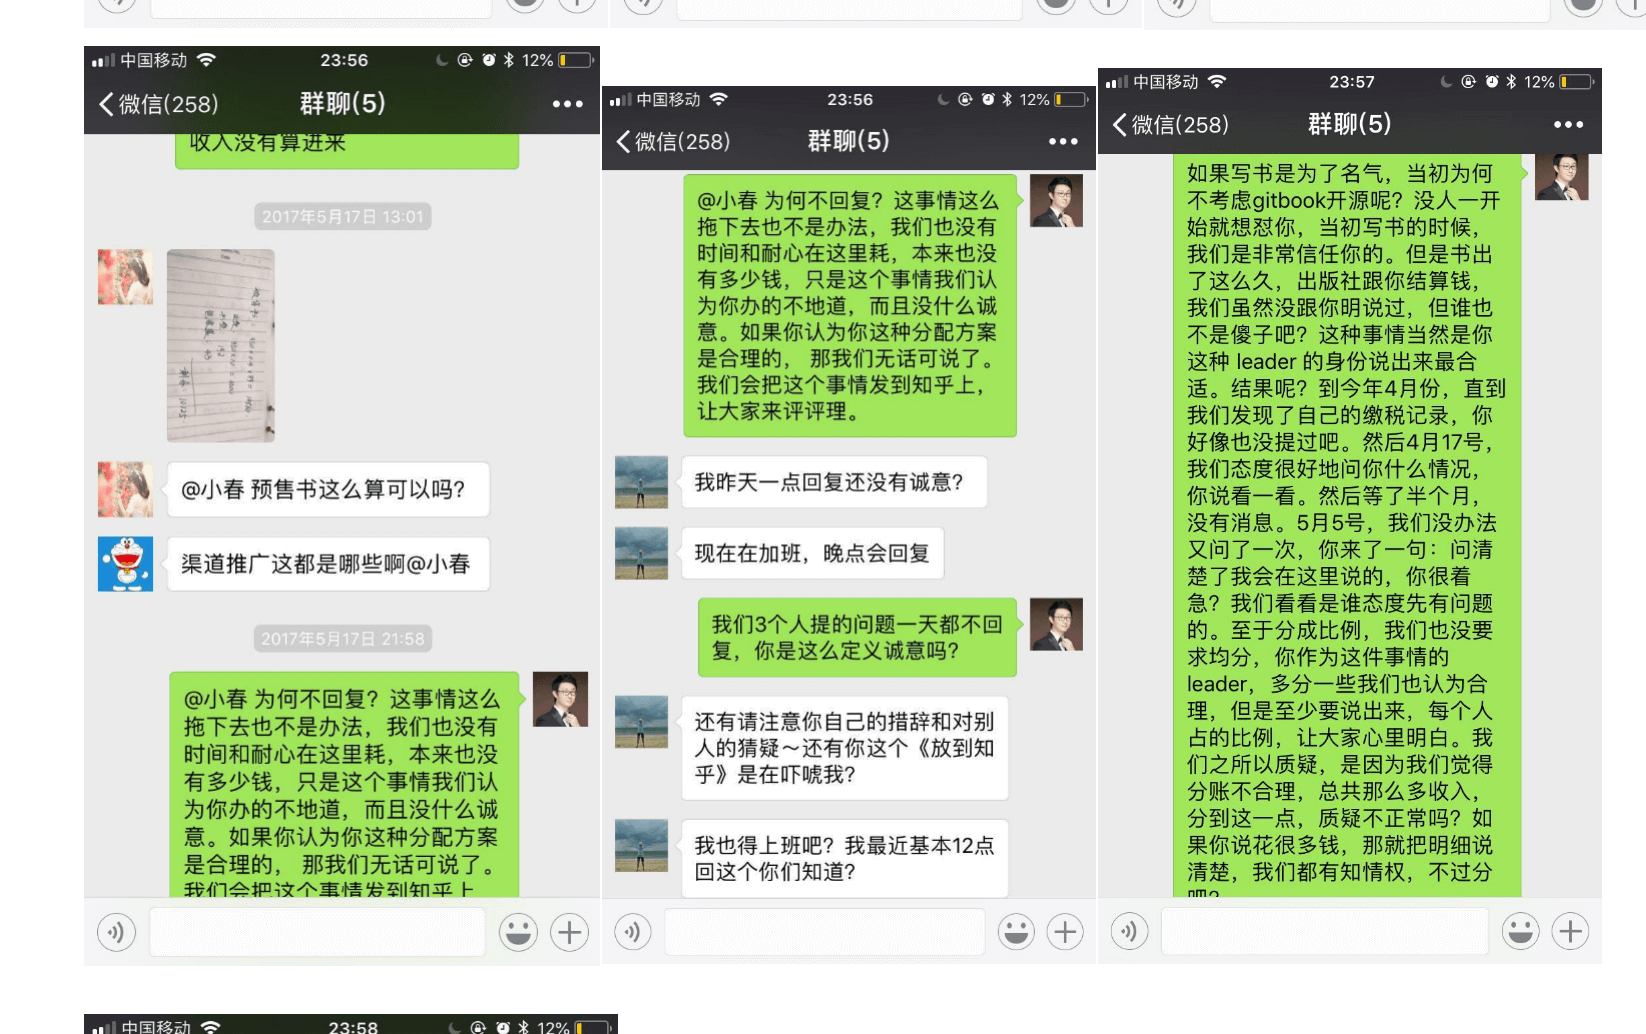 中国移动
23:56
12%
微信(258)
群聊(5)
收入没有算进来
2017年5月17日 13:01
@小春 预售书这么算可以吗?
渠道推广这都是哪些啊@小春
2017年5月17日 21:58
@小春 为何不回复? 这事情这么
拖下去也不是办法，我们也没有
时间和耐心在这里耗，本来也没
有多少钱，只是这个事情我们认
为你办的不地道，而且没什么诚
意。如果你认为你这种分配方案
是合理的， 那我们无话可说了。
我们会把这个事情发到知乎上
中国移动
23:56
12%
微信(258)
群聊(5)
@小春 为何不回复? 这事情这么
拖下去也不是办法，我们也没有
时间和耐心在这里耗，本来也没
有多少钱，只是这个事情我们认
为你办的不地道，而且没什么诚
意。如果你认为你这种分配方案
是合理的， 那我们无话可说了。
我们会把这个事情发到知乎上，
让大家来评评理。
我昨天一点回复还没有诚意?
现在在加班，晚点会回复
我们3个人提的问题一天都不回
复，你是这么定义诚意吗?
还有请注意你自己的措辞和对别
人的猜疑～还有你这个《放到知
乎》是在吓唬我?
我也得上班吧? 我最近基本12点
回这个你们知道?
中国移动
23:57
12%
微信(258)
群聊(5)
如果写书是为了名气，当初为何
不考虑gitbook开源呢? 没人一开
始就想怼你，当初写书的时候，
我们是非常信任你的。但是书出
了这么久，出版社跟你结算钱，
我们虽然没跟你明说过，但谁也
不是傻子吧? 这种事情当然是你
这种 leader 的身份说出来最合
适。结果呢? 到今年4月份，直到
我们发现了自己的缴税记录，你
好像也没提过吧。然后4月17号，
我们态度很好地问你什么情况，
你说看一看。然后等了半个月，
没有消息。5月5号，我们没办法
又问了一次，你来了一句：问清
楚了我会在这里说的，你很着
急? 我们看看是谁态度先有问题
的。至于分成比例，我们也没要
求均分，你作为这件事情的
leader，多分一些我们也认为合
理，但是至少要说出来，每个人
占的比例，让大家心里明白。我
们之所以质疑，是因为我们觉得
分账不合理，总共那么多收入，
分到这一点，质疑不正常吗? 如
果你说花很多钱，那就把明细说
清楚，我们都有知情权，不过分
吧?
中国移动
23:58
12%